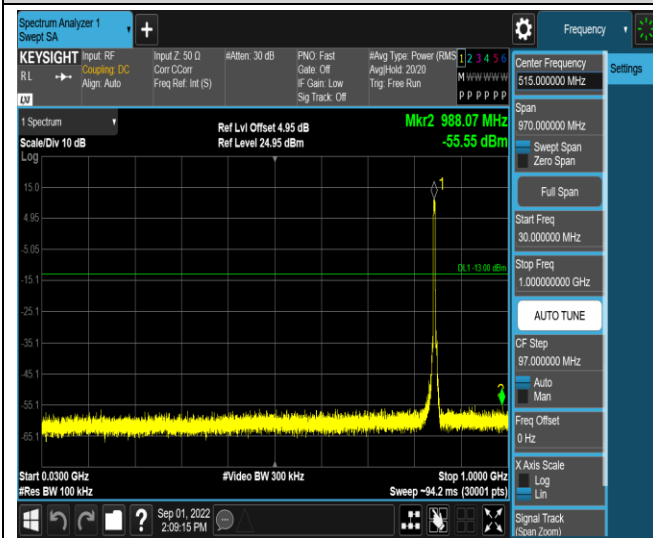 Spectrum Analyzer 1
Swept SA
Frequency
KEYSIGHT
RL
LXI
Input: RF
Coupling: DC
Align: Auto
Input Z: 50 Ω
Corr CCorr
Freq Ref: Int (S)
#Atten: 30 dB
PNO: Fast
Gate: Off
IF Gain: Low
Sig Track: Off
#Avg Type: Power (RMS
Avg|Hold: 20/20
Trig: Free Run
1 2 3 4 5 6
M W W W W W
P P P P P P
1 Spectrum
Scale/Div 10 dB
Log
Ref Lvl Offset 4.95 dB
Ref Level 24.95 dBm
Mkr2 988.07 MHz
-55.55 dBm
15.0
4.95
-5.05
-15.1
-25.1
-35.1
-45.1
-55.1
-65.1
1
DL1 -13.00 dBm
2
Start 0.0300 GHz
#Res BW 100 kHz
#Video BW 300 kHz
Stop 1.0000 GHz
Sweep ~94.2 ms (30001 pts)
?
Sep 01, 2022
2:09:15 PM
Center Frequency
515.000000 MHz
Span
970.000000 MHz
Swept Span
Zero Span
Full Span
Start Freq
30.000000 MHz
Stop Freq
1.000000000 GHz
AUTO TUNE
CF Step
97.000000 MHz
Auto
Man
Freq Offset
0 Hz
X Axis Scale
Log
Lin
Signal Track
(Span Zoom)
Settings